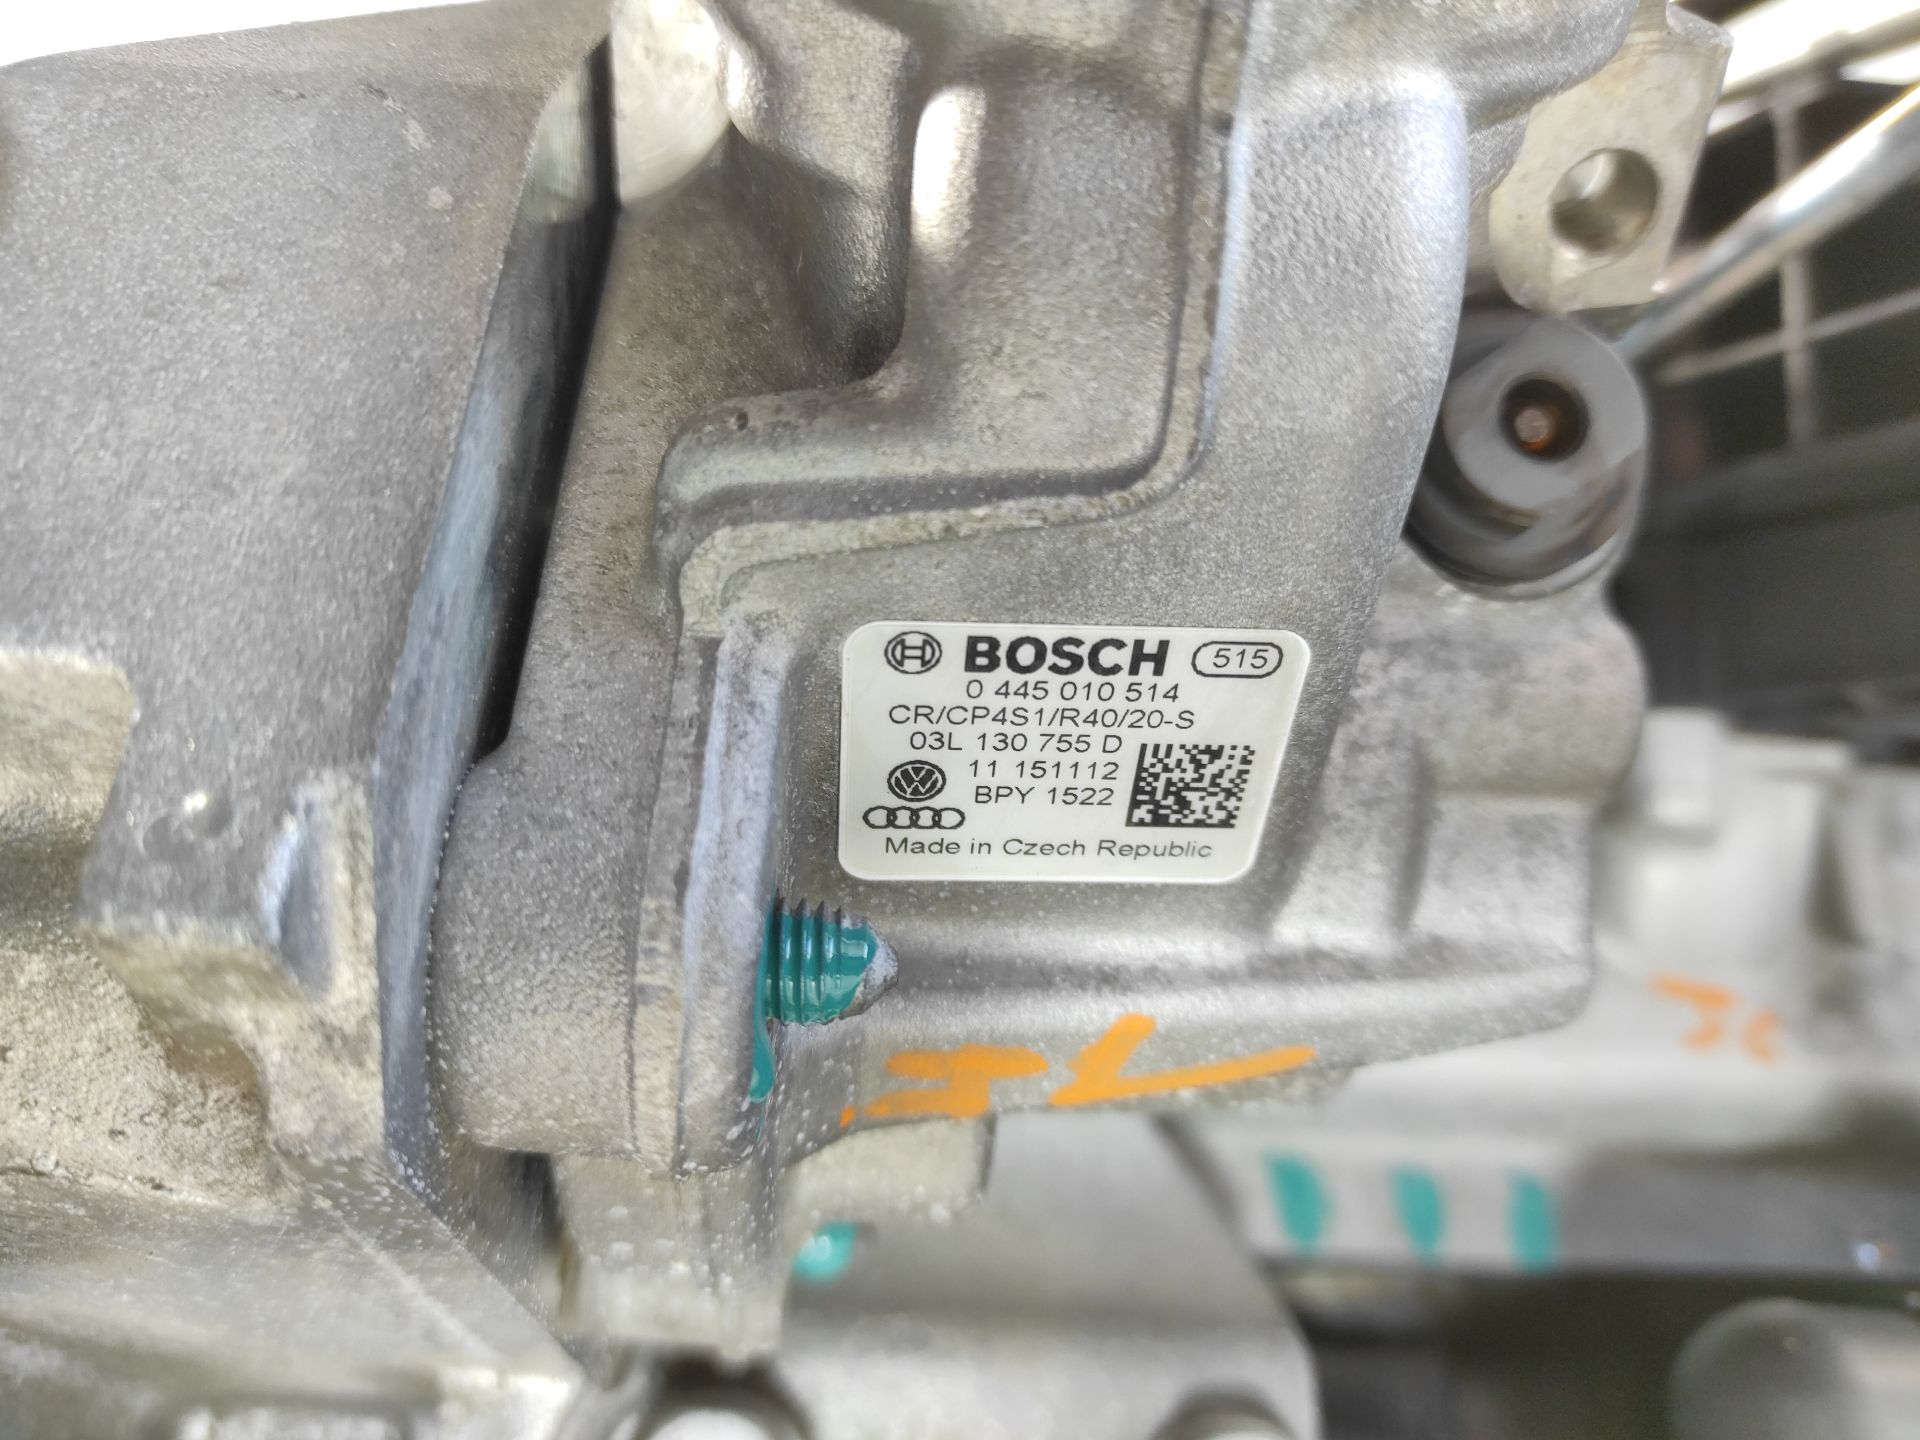 BOSCH 515
0 445 010 514
CR/CP4S1/R40/20-S
03L 130 755 D
11 151112
BPY 1522
Made in Czech Republic